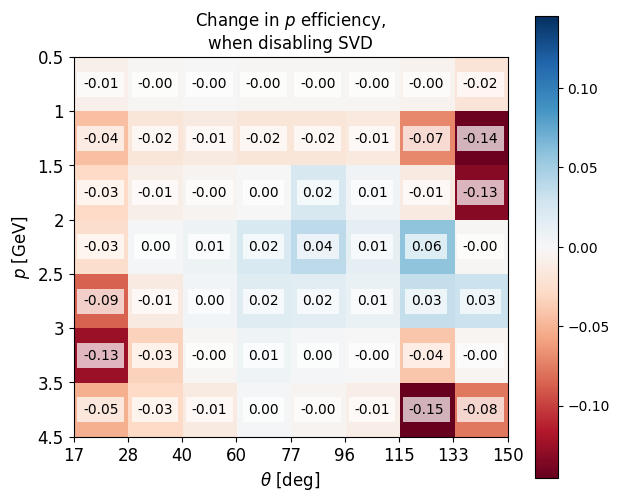 Change in p efficiency,
when disabling SVD
0.5
-0.01 -0.00 -0.00 -0.00 -0.00 -0.00 -0.00 -0.02
1
-0.04 -0.02 -0.01 -0.02 -0.02 -0.01 -0.07 -0.14
1.5
-0.03 -0.01 -0.00 0.00 0.02 0.01 -0.01 -0.13
2
-0.03 0.00 0.01 0.02 0.04 0.01 0.06 -0.00
2.5
-0.09 -0.01 0.00 0.02 0.02 0.01 0.03 0.03
3
-0.13 -0.03 -0.00 0.01 0.00 -0.00 -0.04 -0.00
3.5
-0.05 -0.03 -0.01 0.00 -0.00 -0.01 -0.15 -0.08
4.5
p [GeV]
17 28 40 60 77 96 115 133 150
θ [deg]
0.10
0.05
0.00
−0.05
−0.10